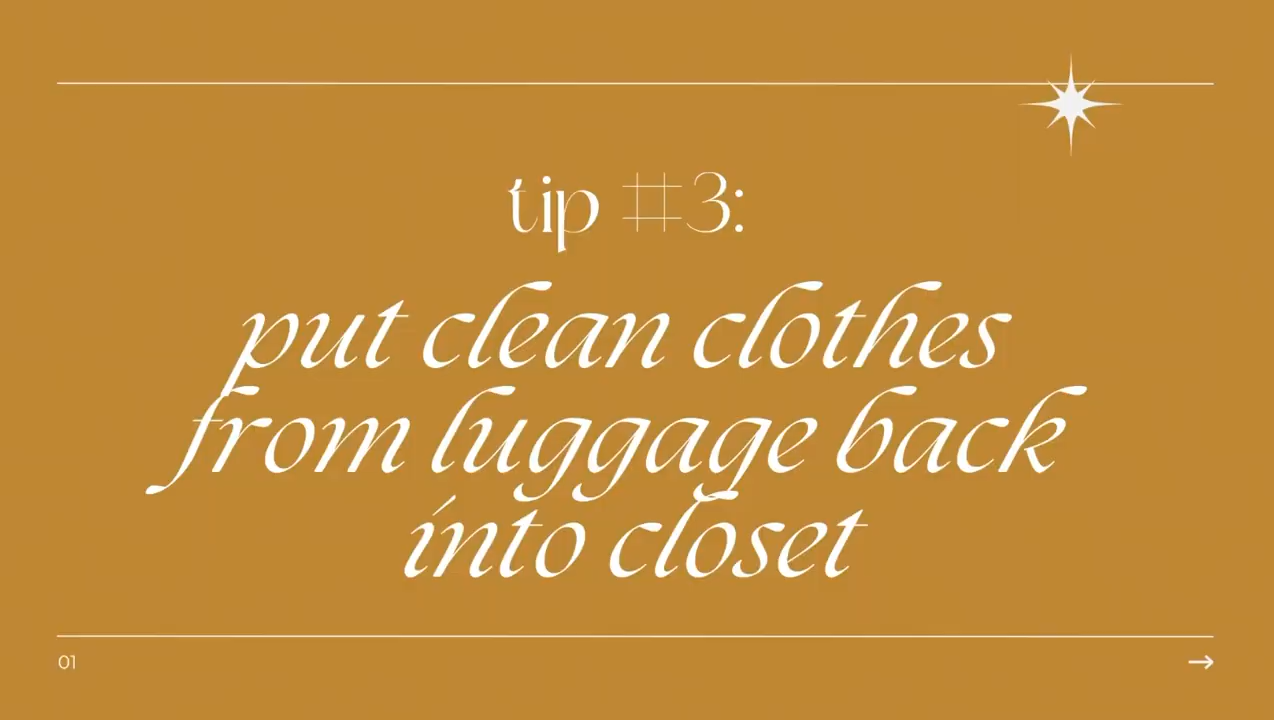 tip #3:
put clean clothes
from luggage back
into closet
01
→